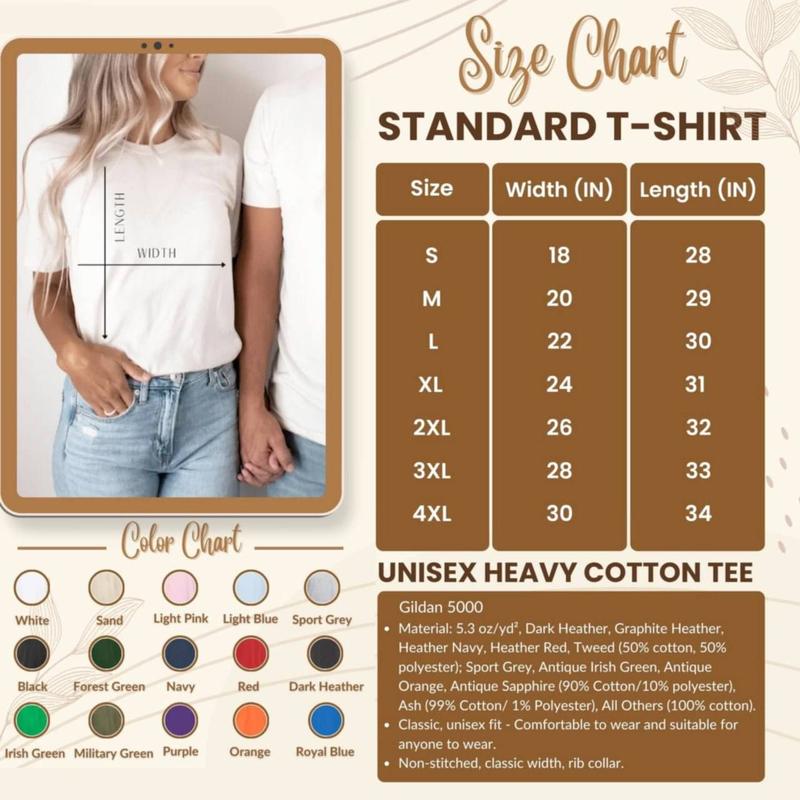 Size Chart
STANDARD T-SHIRT
Size Width (IN) Length (IN)
S 18 28
M 20 29
L 22 30
XL 24 31
2XL 26 32
3XL 28 33
4XL 30 34
LENGTH
WIDTH
Color Chart
White Sand Light Pink Light Blue Sport Grey
Black Forest Green Navy Red Dark Heather
Irish Green Military Green Purple Orange Royal Blue
UNISEX HEAVY COTTON TEE
Gildan 5000
• Material: 5.3 oz/yd², Dark Heather, Graphite Heather,
Heather Navy, Heather Red, Tweed (50% cotton, 50%
polyester); Sport Grey, Antique Irish Green, Antique
Orange, Antique Sapphire (90% Cotton/10% polyester),
Ash (99% Cotton/ 1% Polyester), All Others (100% cotton).
• Classic, unisex fit - Comfortable to wear and suitable for
anyone to wear.
• Non-stitched, classic width, rib collar.